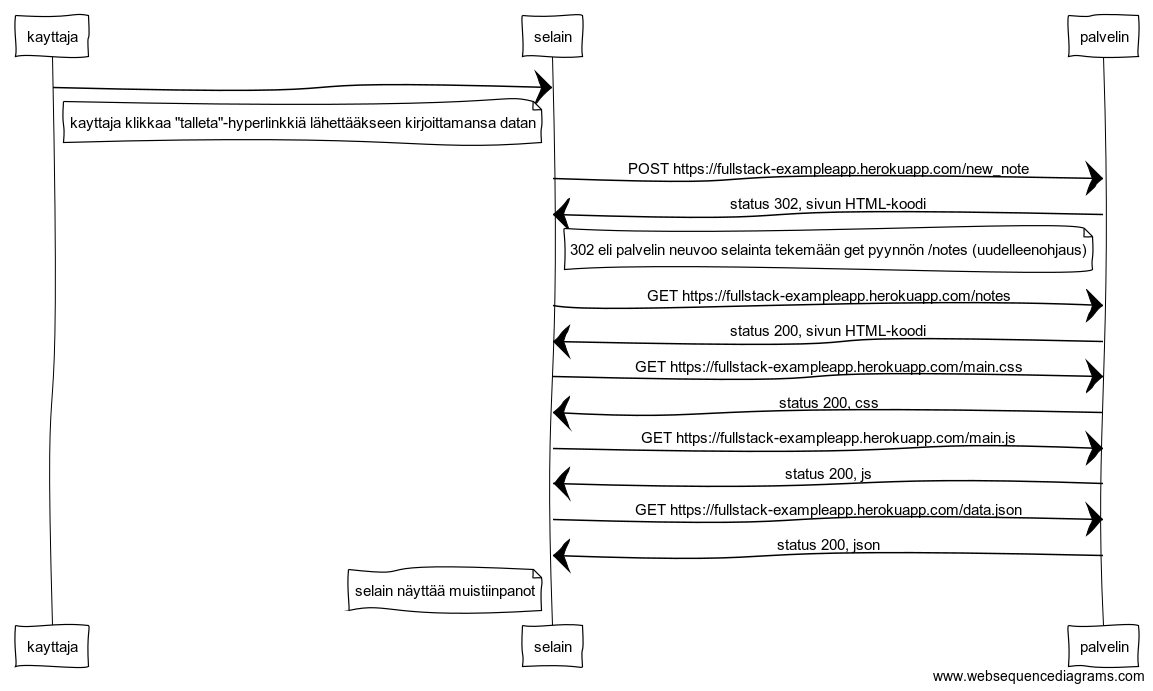 kayttaja selain palvelin
kayttaja klikkaa "talleta"-hyperlinkkiä lähettääkseen kirjoittamansa datan
POST https://fullstack-exampleapp.herokuapp.com/new_note
status 302, sivun HTML-koodi
302 eli palvelin neuvoo selainta tekemään get pyynnön /notes (uudelleenohjaus)
GET https://fullstack-exampleapp.herokuapp.com/notes
status 200, sivun HTML-koodi
GET https://fullstack-exampleapp.herokuapp.com/main.css
status 200, css
GET https://fullstack-exampleapp.herokuapp.com/main.js
status 200, js
GET https://fullstack-exampleapp.herokuapp.com/data.json
status 200, json
selain näyttää muistiinpanot
kayttaja selain palvelin
www.websequencediagrams.com